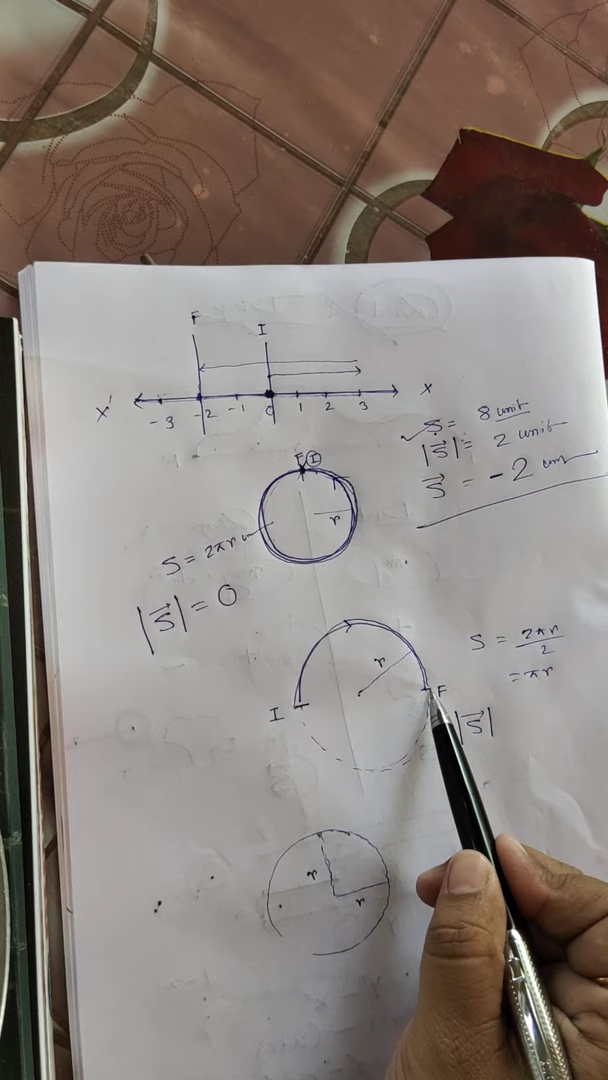 F
I
X' -3 -2 -1 0 1 2 3 X
S = 8 unit
|S⃗| = 2 unit
S⃗ = -2 unit
F I
r
S = 2πr
|S⃗| = 0
r
I F
S = 2πr/2
= πr
|S⃗|
r
r